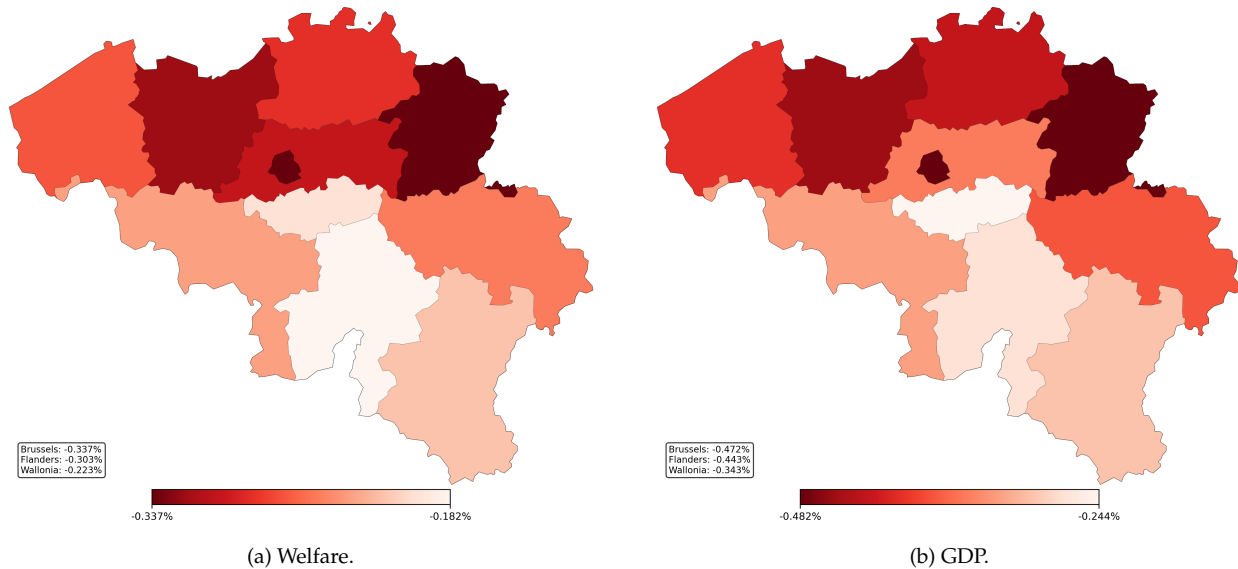 Brussels: -0.337%
Flanders: -0.303%
Wallonia: -0.223%
-0.337%
-0.182%
(a) Welfare.
Brussels: -0.472%
Flanders: -0.443%
Wallonia: -0.343%
-0.482%
-0.244%
(b) GDP.